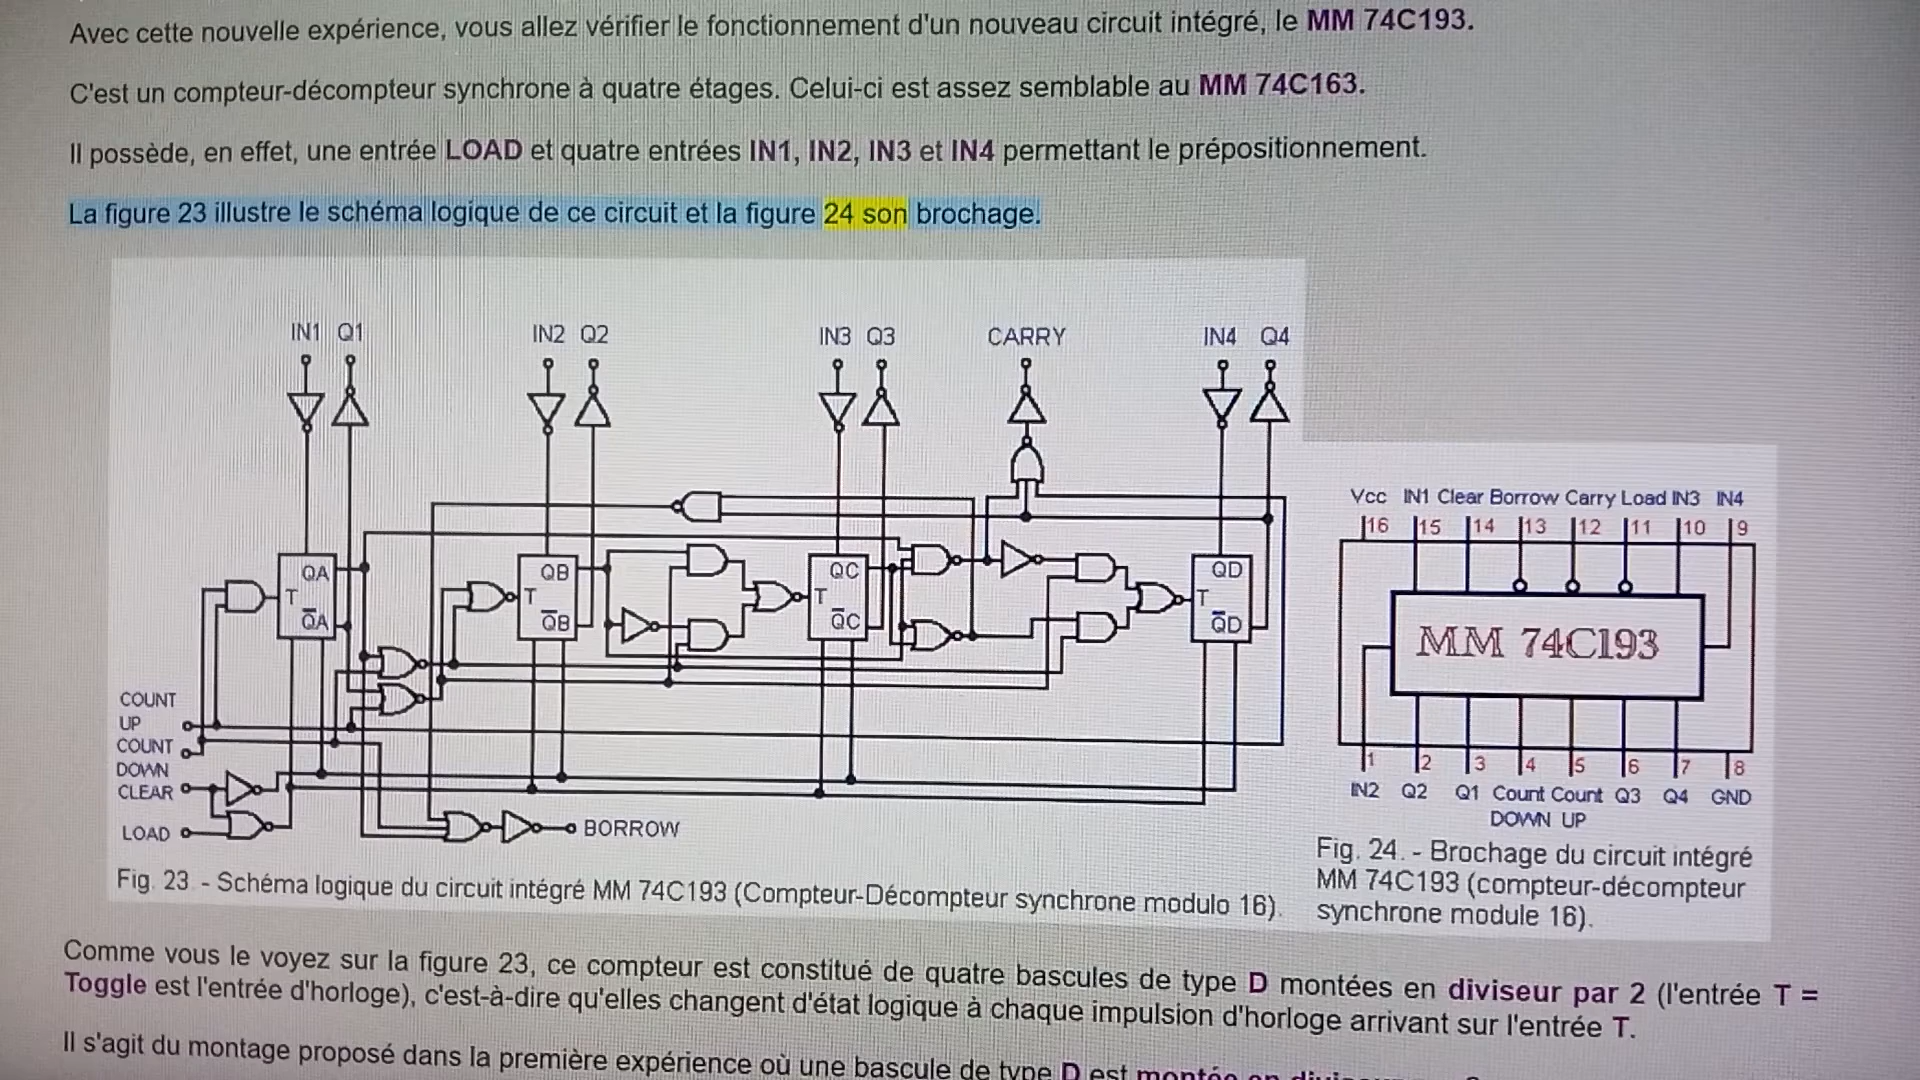 Avec cette nouvelle expérience, vous allez vérifier le fonctionnement d'un nouveau circuit intégré, le MM 74C193.
C'est un compteur-décompteur synchrone à quatre étages. Celui-ci est assez semblable au MM 74C163.
Il possède, en effet, une entrée LOAD et quatre entrées IN1, IN2, IN3 et IN4 permettant le prépositionnement.
La figure 23 illustre le schéma logique de ce circuit et la figure 24 son brochage.
IN1 Q1 IN2 Q2 IN3 Q3 CARRY IN4 Q4
QA QB QC QD
T T T T
Q̅A Q̅B Q̅C Q̅D
COUNT
UP
COUNT
DOWN
CLEAR
LOAD
BORROW
Fig. 23. - Schéma logique du circuit intégré MM 74C193 (Compteur-Décompteur synchrone modulo 16).
Vcc IN1 Clear Borrow Carry Load IN3 IN4
16 15 14 13 12 11 10 9
MM 74C193
1 2 3 4 5 6 7 8
IN2 Q2 Q1 Count Count Q3 Q4 GND
DOWN UP
Fig. 24. - Brochage du circuit intégré
MM 74C193 (compteur-décompteur
synchrone module 16).
Comme vous le voyez sur la figure 23, ce compteur est constitué de quatre bascules de type D montées en diviseur par 2 (l'entrée T =
Toggle est l'entrée d'horloge), c'est-à-dire qu'elles changent d'état logique à chaque impulsion d'horloge arrivant sur l'entrée T.
Il s'agit du montage proposé dans la première expérience où une bascule de type D est montée en